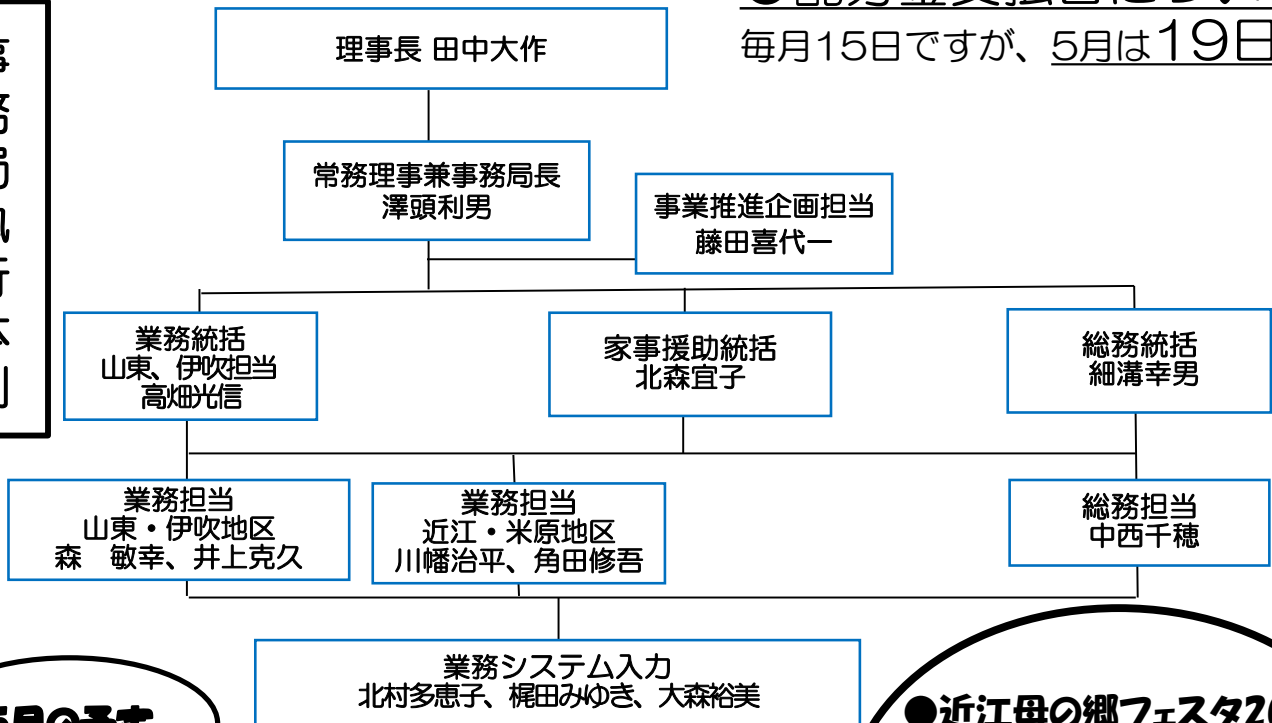 毎月15日ですが、5月は19日
理事長 田中大作
常務理事兼事務局長
澤頭利男
事業推進企画担当
藤田喜代一
業務統括
山東、伊吹担当
高畑光信
家事援助統括
北森宜子
総務統括
細溝幸男
業務担当
山東・伊吹地区
森　敏幸、井上克久
業務担当
近江・米原地区
川幡治平、角田修吾
総務担当
中西千穂
業務システム入力
北村多恵子、梶田みゆき、大森裕美
●近江母の郷フェスタ2